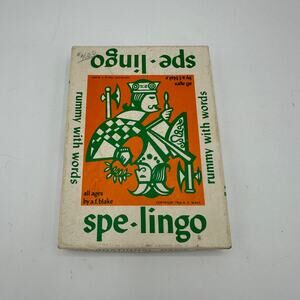 spe·lingo
all ages
by a.f. blake
rummy with words
rummy with words
all ages
by a.f. blake
spe·lingo